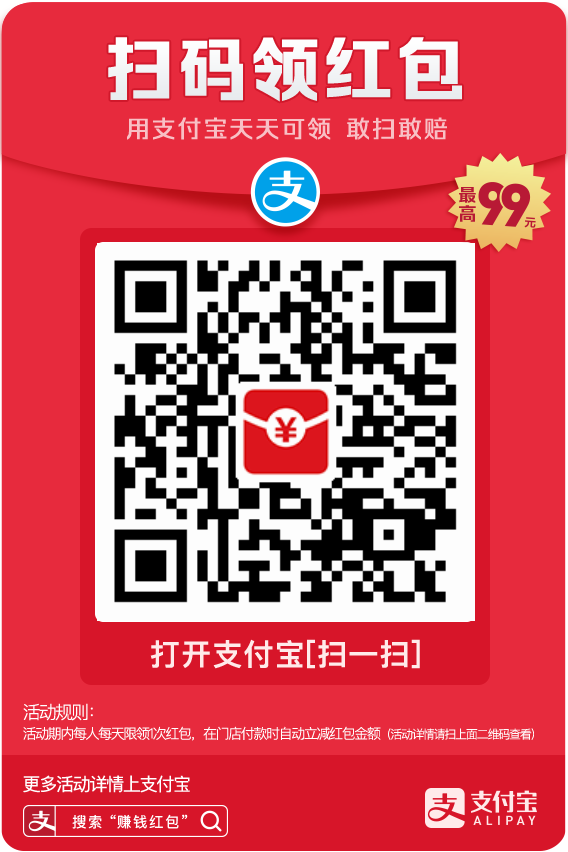 扫码领红包
用支付宝天天可领 敢扫敢赔
支
最高99元
¥
打开支付宝[扫一扫]
活动规则：
活动期内每人每天限领1次红包，在门店付款时自动立减红包金额（活动详情请扫上面二维码查看）
更多活动详情上支付宝
支 搜索“赚钱红包”
支 支付宝
ALIPAY